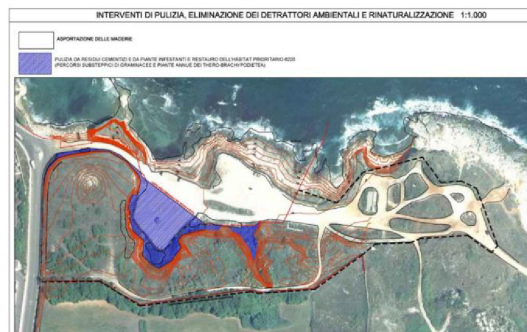 INTERVENTI DI PULIZIA, ELIMINAZIONE DEI DETRATTORI AMBIENTALI E RINATURALIZZAZIONE 1:1.000
ASPORTAZIONE DELLE MACERIE
PULIZIA DA RESIDUI CEMENTIZI E DA PIANTE INFESTANTI E RESTAURO DELL'HABITAT PRIORITARIO 6220
(PERCORSI SUBSTEPPICI DI GRAMINACEE E PIANTE ANNUE DEI THERO-BRACHYPODIETEA)